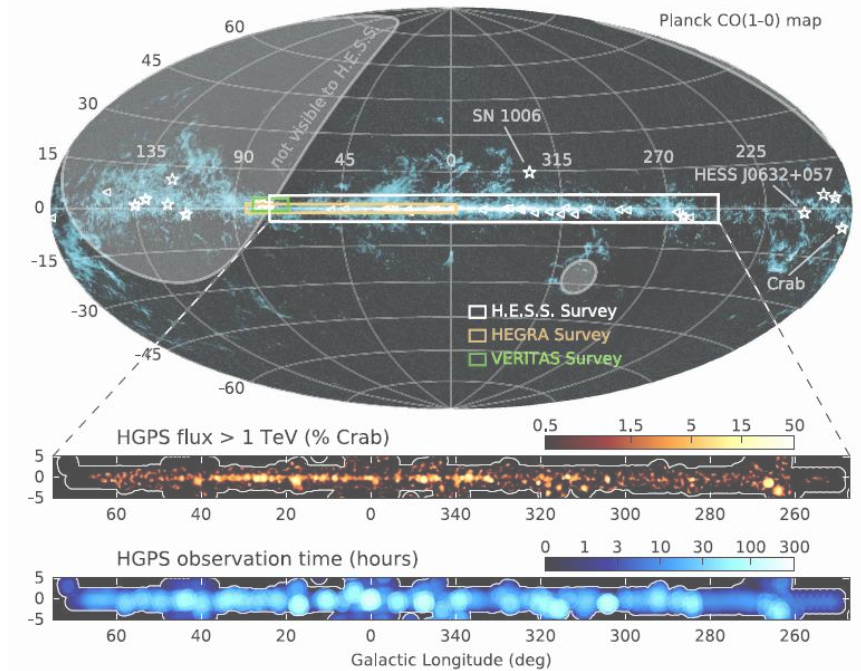 Planck CO(1-0) map
60
45
30
15
0
-15
-30
-45
-60
not visible to H.E.S.S.
135
90
45
0
315
270
225
SN 1006
HESS J0632+057
Crab
H.E.S.S. Survey
HEGRA Survey
VERITAS Survey
HGPS flux > 1 TeV (% Crab)
0.5 1.5 5 15 50
5
0
-5
60 40 20 0 340 320 300 280 260
HGPS observation time (hours)
0 1 3 10 30 100 300
5
0
-5
60 40 20 0 340 320 300 280 260
Galactic Longitude (deg)